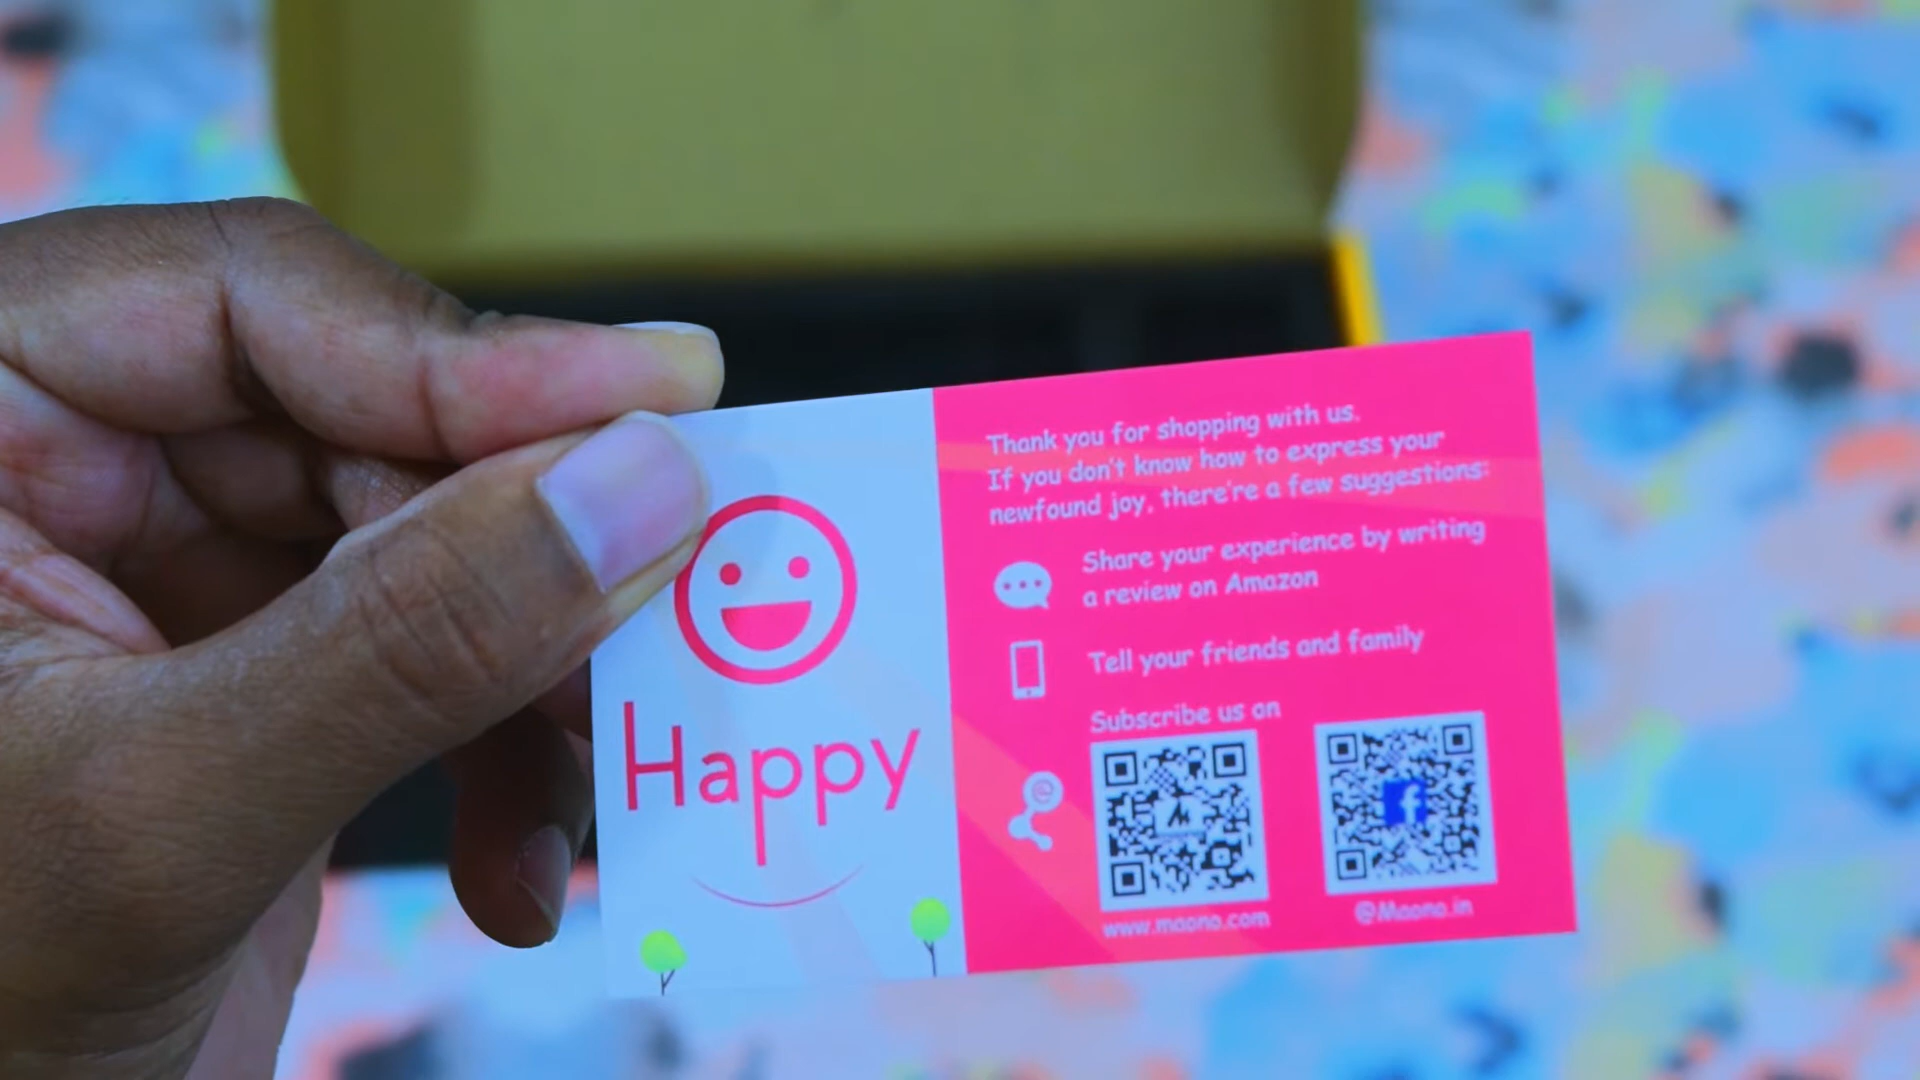 Happy
Thank you for shopping with us.
If you don't know how to express your
newfound joy, there're a few suggestions:
Share your experience by writing
a review on Amazon
Tell your friends and family
Subscribe us on
www.maono.com
@Maono.in